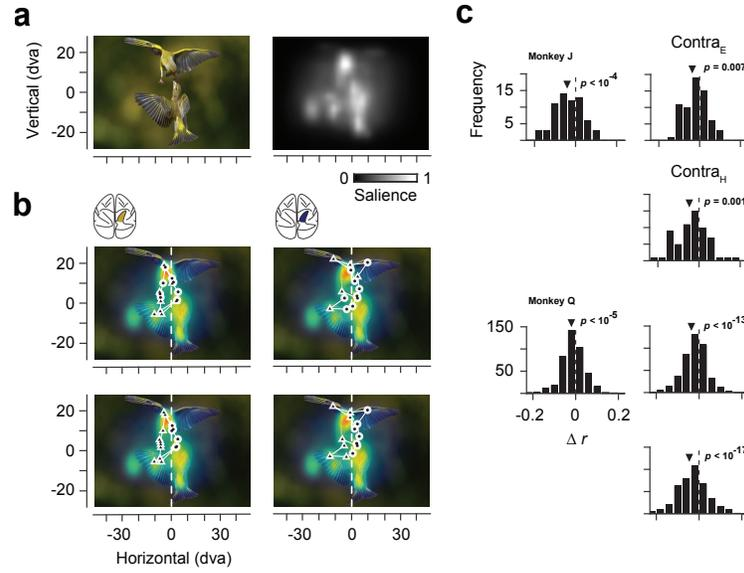 a
c
Vertical (dva)
20
0
-20
0
1
Salience
Monkey J
p < 10-4
Contra E
p = 0.007
Frequency
15
5
Contra H
p = 0.001
b
20
0
-20
Monkey Q
p < 10-5
p < 10-13
150
50
-0.2
0
0.2
Δ r
20
0
-20
p < 10-17
-30
0
30
-30
0
30
Horizontal (dva)